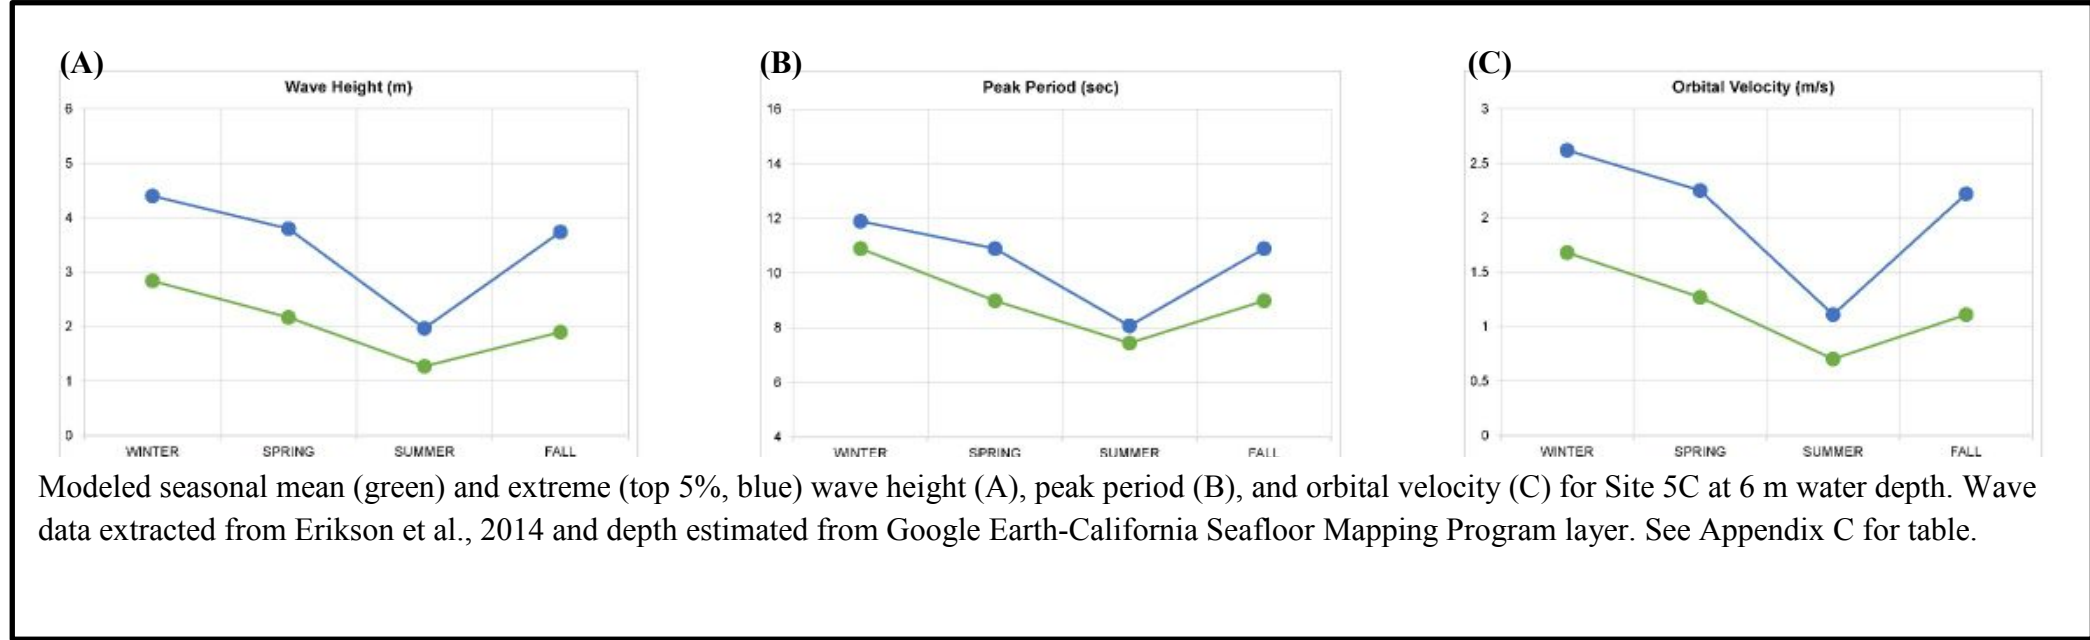 (A)
Wave Height (m)
6
5
4
3
2
1
0
WINTER SPRING SUMMER FALL
(B)
Peak Period (sec)
16
14
12
10
8
6
4
WINTER SPRING SUMMER FALL
(C)
Orbital Velocity (m/s)
3
2.5
2
1.5
1
0.5
0
WINTER SPRING SUMMER FALL
Modeled seasonal mean (green) and extreme (top 5%, blue) wave height (A), peak period (B), and orbital velocity (C) for Site 5C at 6 m water depth. Wave
data extracted from Erikson et al., 2014 and depth estimated from Google Earth-California Seafloor Mapping Program layer. See Appendix C for table.